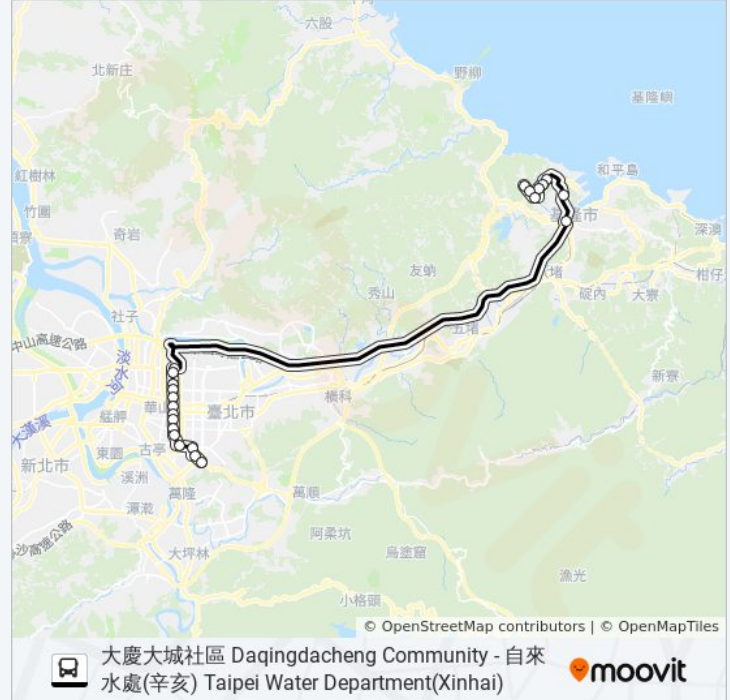 六股
北新庄
野柳
基隆嶼
紅樹林
和平島
竹圍
基隆市
奇岩
深澳
友蚋
堵
柑仔
秀山
碇內
大寮
社子
中山高速公路
五堵
淡水河
新寮
橫科
華山
臺北市
艋舺
大漢溪
東園
古亭
新北市
溪洲
萬隆
萬順
阿柔坑
大坪林
烏塗窟
漁光
小格頭
© OpenStreetMap contributors | © OpenMapTiles
大慶大城社區 Daqingdacheng Community - 自來
水處(辛亥) Taipei Water Department(Xinhai)
moovit